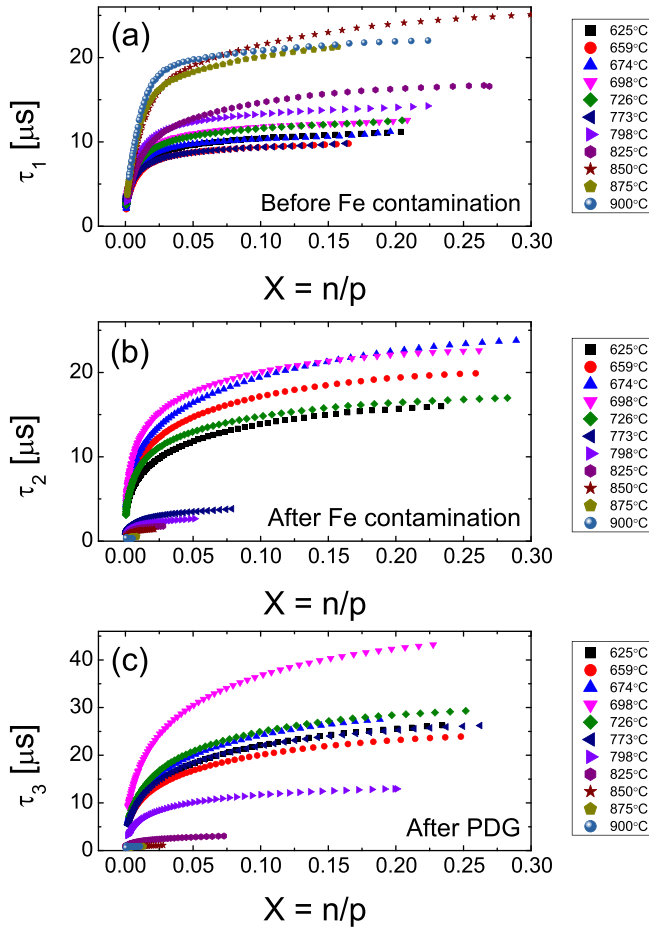 (a)
τ1 [μs]
20
10
0
0.00 0.05 0.10 0.15 0.20 0.25 0.30
Before Fe contamination
X = n/p
625°C
659°C
674°C
698°C
726°C
773°C
798°C
825°C
850°C
875°C
900°C
(b)
τ2 [μs]
20
10
0
0.00 0.05 0.10 0.15 0.20 0.25 0.30
After Fe contamination
X = n/p
625°C
659°C
674°C
698°C
726°C
773°C
798°C
825°C
850°C
875°C
900°C
(c)
τ3 [μs]
40
30
20
10
0
0.00 0.05 0.10 0.15 0.20 0.25 0.30
After PDG
X = n/p
625°C
659°C
674°C
698°C
726°C
773°C
798°C
825°C
850°C
875°C
900°C